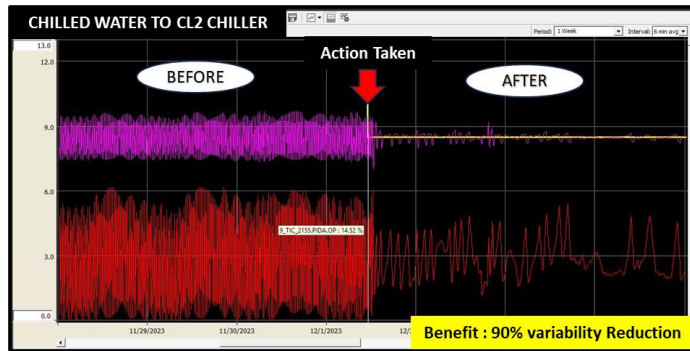 CHILLED WATER TO CL2 CHILLER
Period: 1 Week Interval: 6 min avg
13.0
12.0
Action Taken
BEFORE
AFTER
9.0
6.0
9_TIC_2155.PIDA.OP : 14.52 %
3.0
0.0
11/29/2023 11/30/2023 12/1/2023 12/
Benefit : 90% variability Reduction